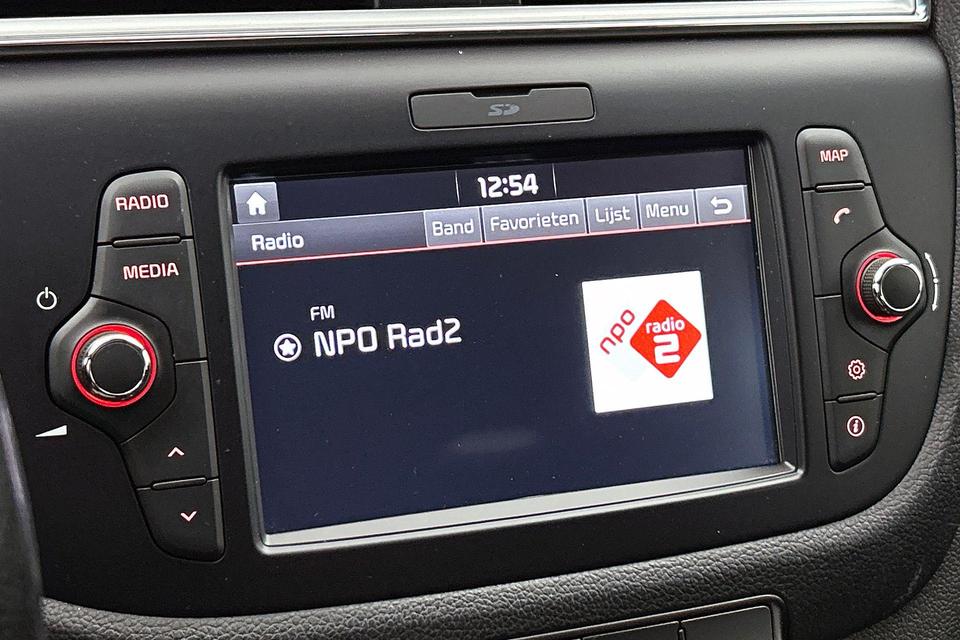 SD
12:54
Radio
Band
Favorieten
Lijst
Menu
FM
NPO Rad2
npo
radio
2
RADIO
MEDIA
MAP